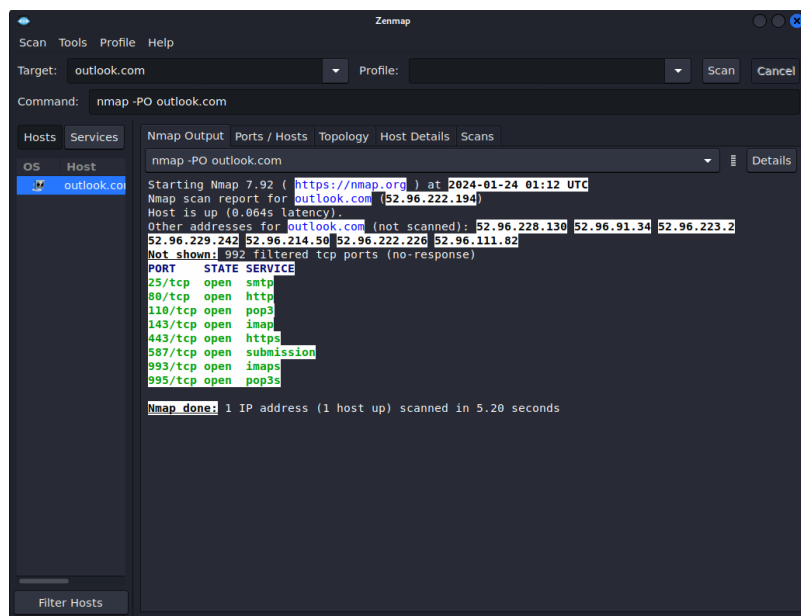 Zenmap
Scan Tools Profile Help
Target: outlook.com Profile: Scan Cancel
Command: nmap -PO outlook.com
Hosts Services Nmap Output Ports / Hosts Topology Host Details Scans
OS Host nmap -PO outlook.com Details
outlook.co
Starting Nmap 7.92 ( https://nmap.org ) at 2024-01-24 01:12 UTC
Nmap scan report for outlook.com (52.96.222.194)
Host is up (0.064s latency).
Other addresses for outlook.com (not scanned): 52.96.228.130 52.96.91.34 52.96.223.2
52.96.229.242 52.96.214.50 52.96.222.226 52.96.111.82
Not shown: 992 filtered tcp ports (no-response)
PORT STATE SERVICE
25/tcp open smtp
80/tcp open http
110/tcp open pop3
143/tcp open imap
443/tcp open https
587/tcp open submission
993/tcp open imaps
995/tcp open pop3s
Nmap done: 1 IP address (1 host up) scanned in 5.20 seconds
Filter Hosts